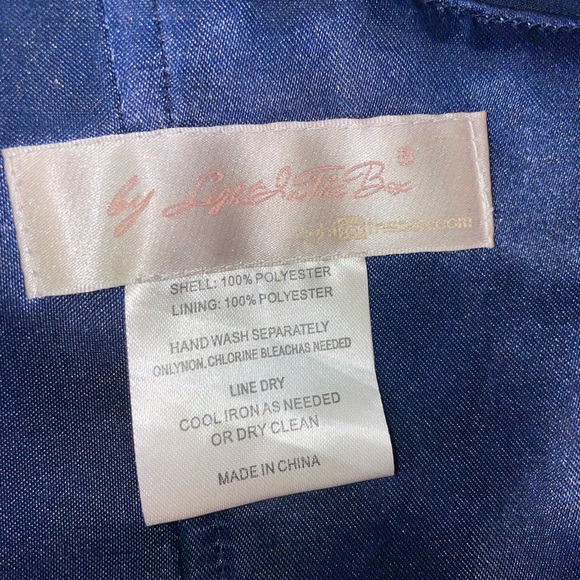 by
SHELL: 100% POLYESTER
LINING: 100% POLYESTER
HAND WASH SEPARATELY
ONLYNON. CHLORINE BLEACHAS NEEDED
LINE DRY
COOL IRON AS NEEDED
OR DRY CLEAN
MADE IN CHINA